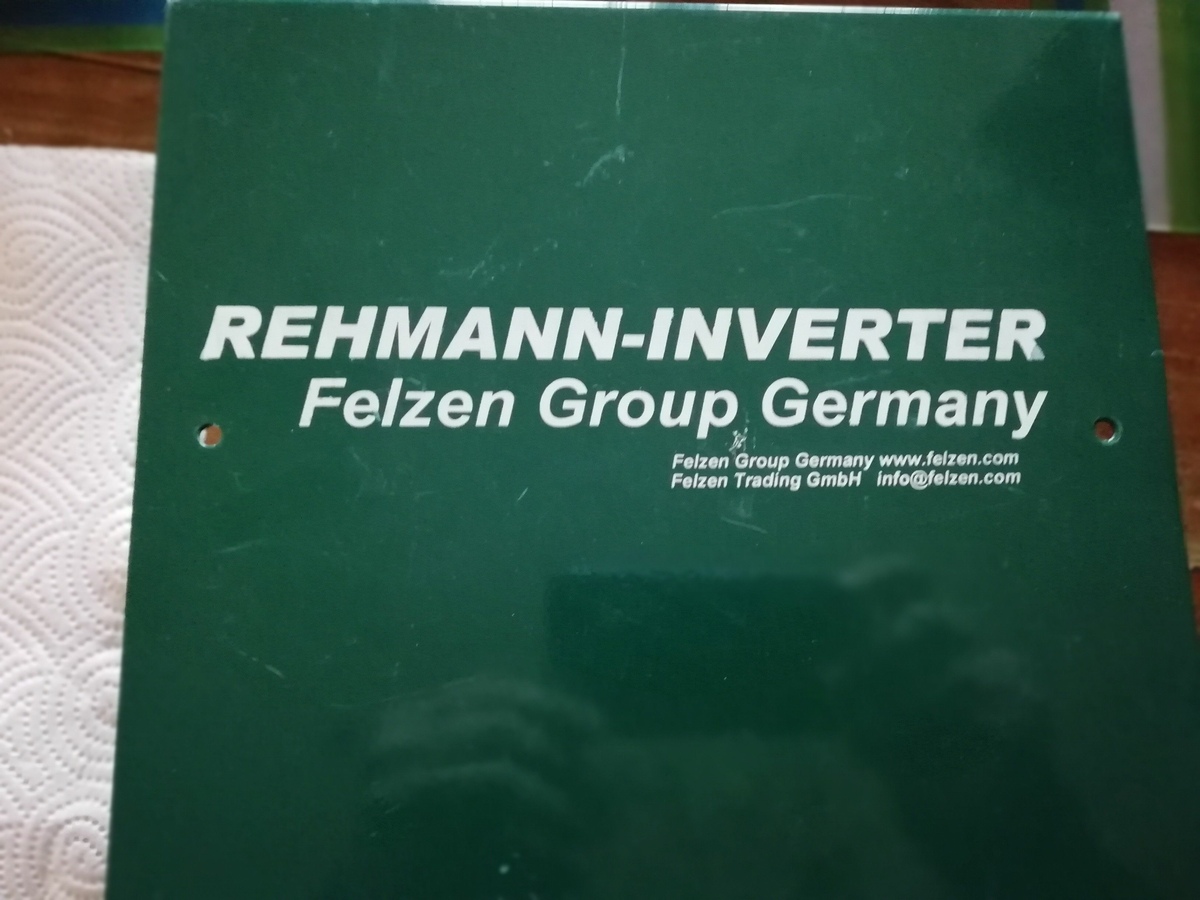 REHMANN-INVERTER
Felzen Group Germany
Felzen Group Germany www.felzen.com
Felzen Trading GmbH info@felzen.com